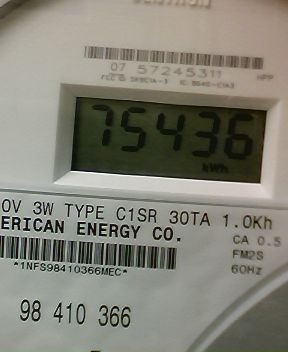 07 57245311
HPP
75436
kWh
0V 3W TYPE C1SR 30TA 1.0Kh
ERICAN ENERGY CO.
CA 0.5
*1NFS98410366MEC*
FM2S
60Hz
98 410 366